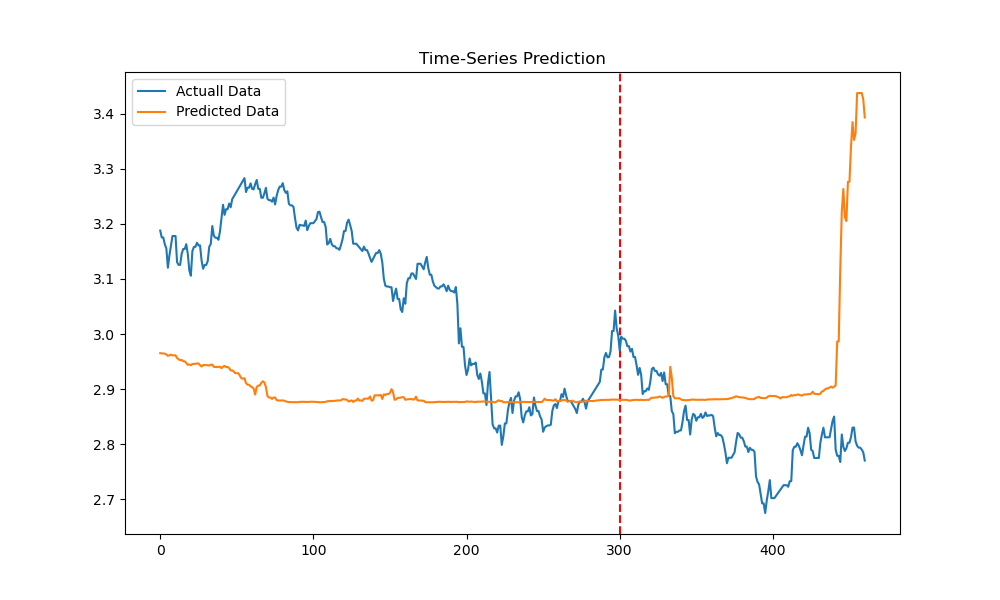 Time-Series Prediction
Actuall Data
Predicted Data
3.4
3.3
3.2
3.1
3.0
2.9
2.8
2.7
0 100 200 300 400